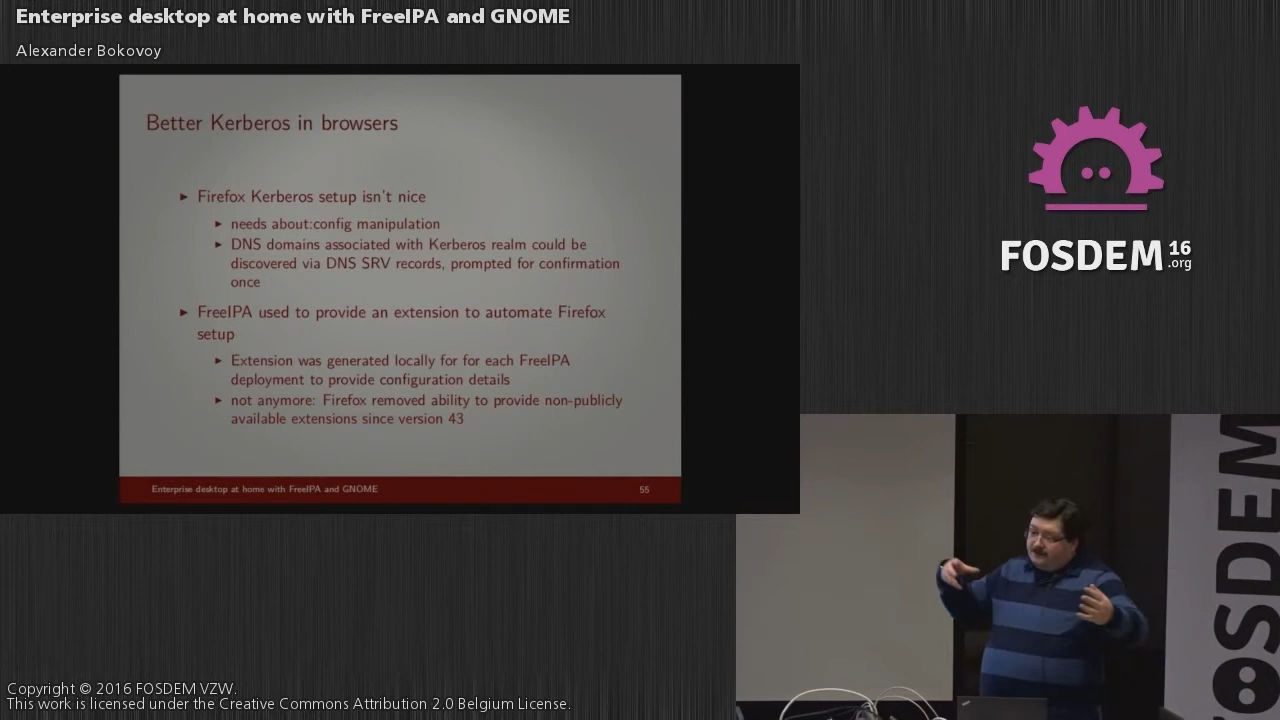 Enterprise desktop at home with FreeIPA and GNOME
Alexander Bokovoy
Better Kerberos in browsers
► Firefox Kerberos setup isn't nice
► needs about:config manipulation
► DNS domains associated with Kerberos realm could be
discovered via DNS SRV records, prompted for confirmation
once
► FreeIPA used to provide an extension to automate Firefox
setup
► Extension was generated locally for for each FreeIPA
deployment to provide configuration details
► not anymore: Firefox removed ability to provide non-publicly
available extensions since version 43
Enterprise desktop at home with FreeIPA and GNOME 55
FOSDEM 16
.org
FOSDEM
Copyright © 2016 FOSDEM VZW.
This work is licensed under the Creative Commons Attribution 2.0 Belgium License.